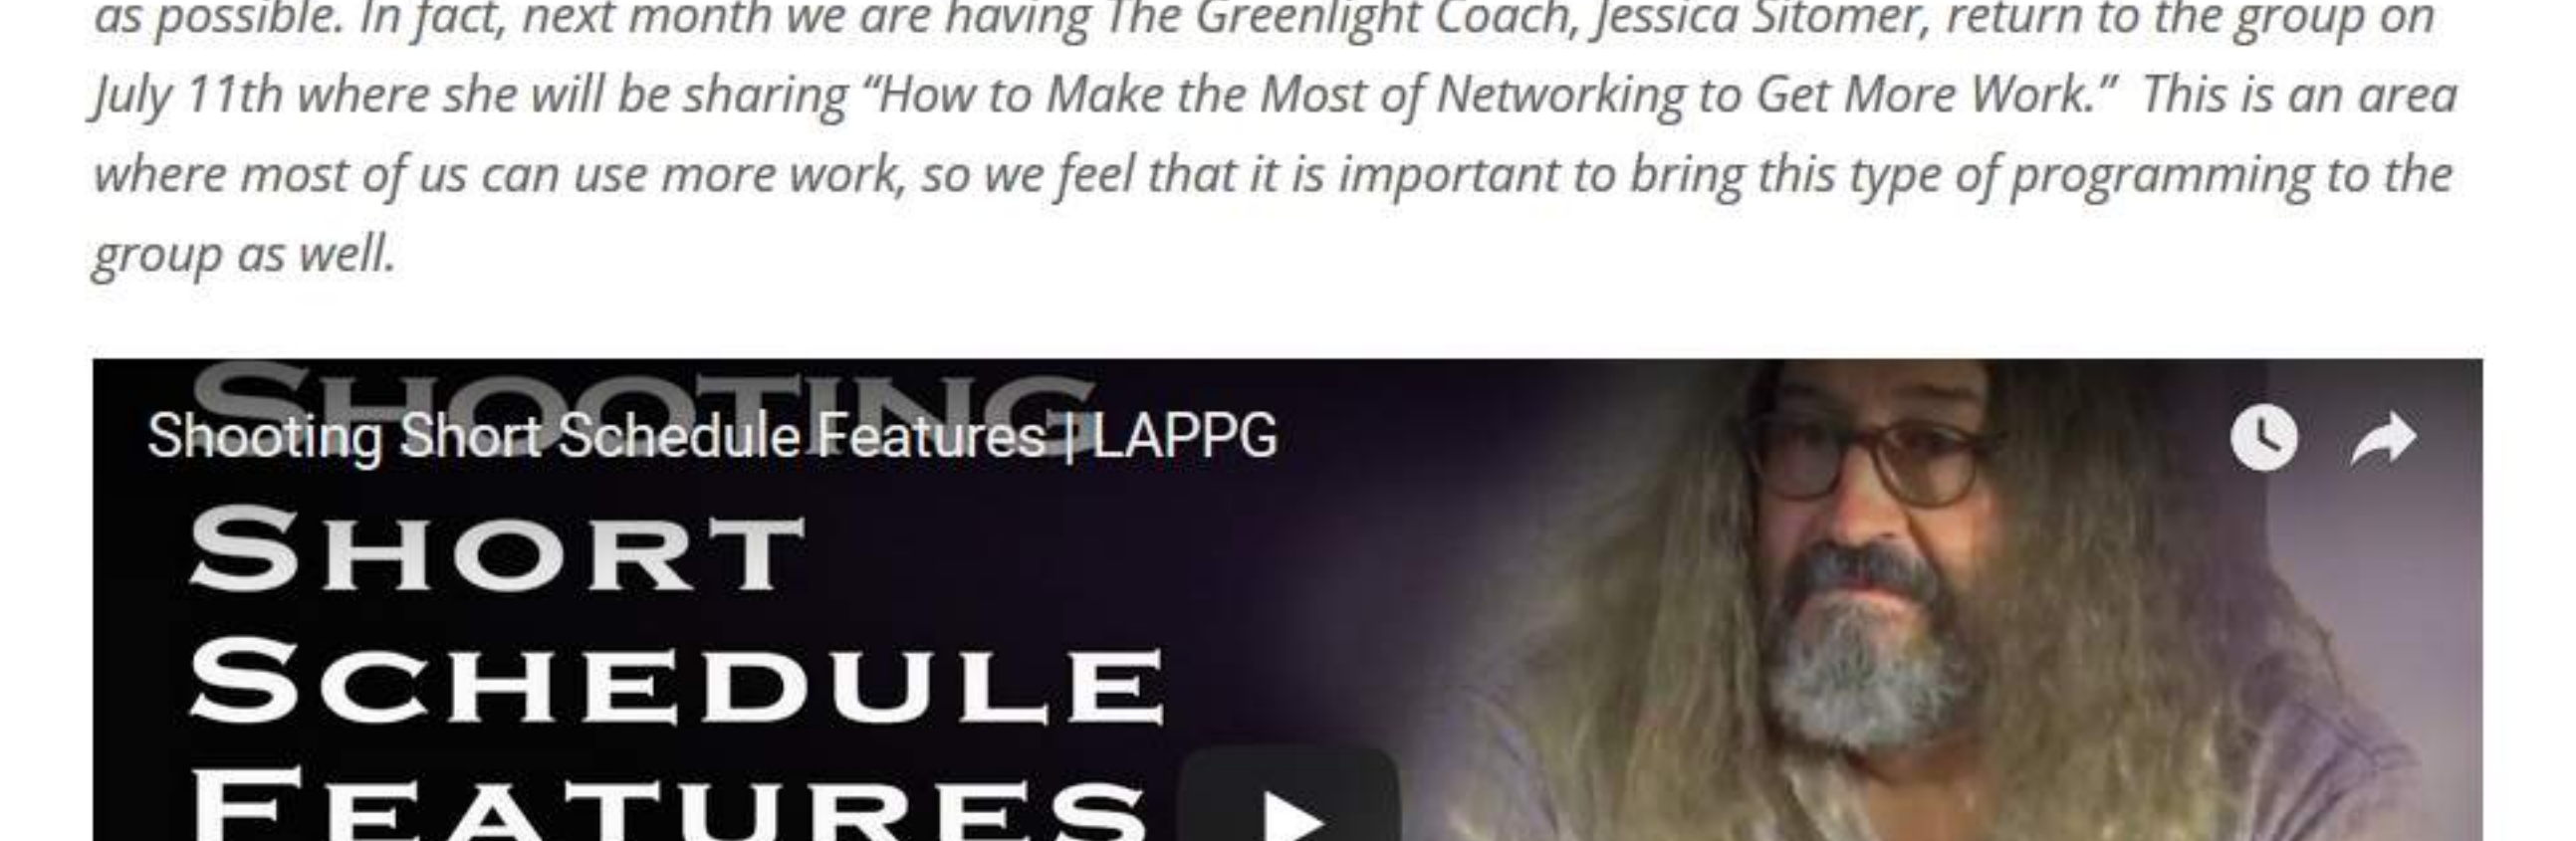 as possible. In fact, next month we are having The Greenlight Coach, Jessica Sitomer, return to the group on
July 11th where she will be sharing “How to Make the Most of Networking to Get More Work.”  This is an area
where most of us can use more work, so we feel that it is important to bring this type of programming to the
group as well.
SHOOTING
Shooting Short Schedule Features | LAPPG
SHORT
SCHEDULE
FEATURES